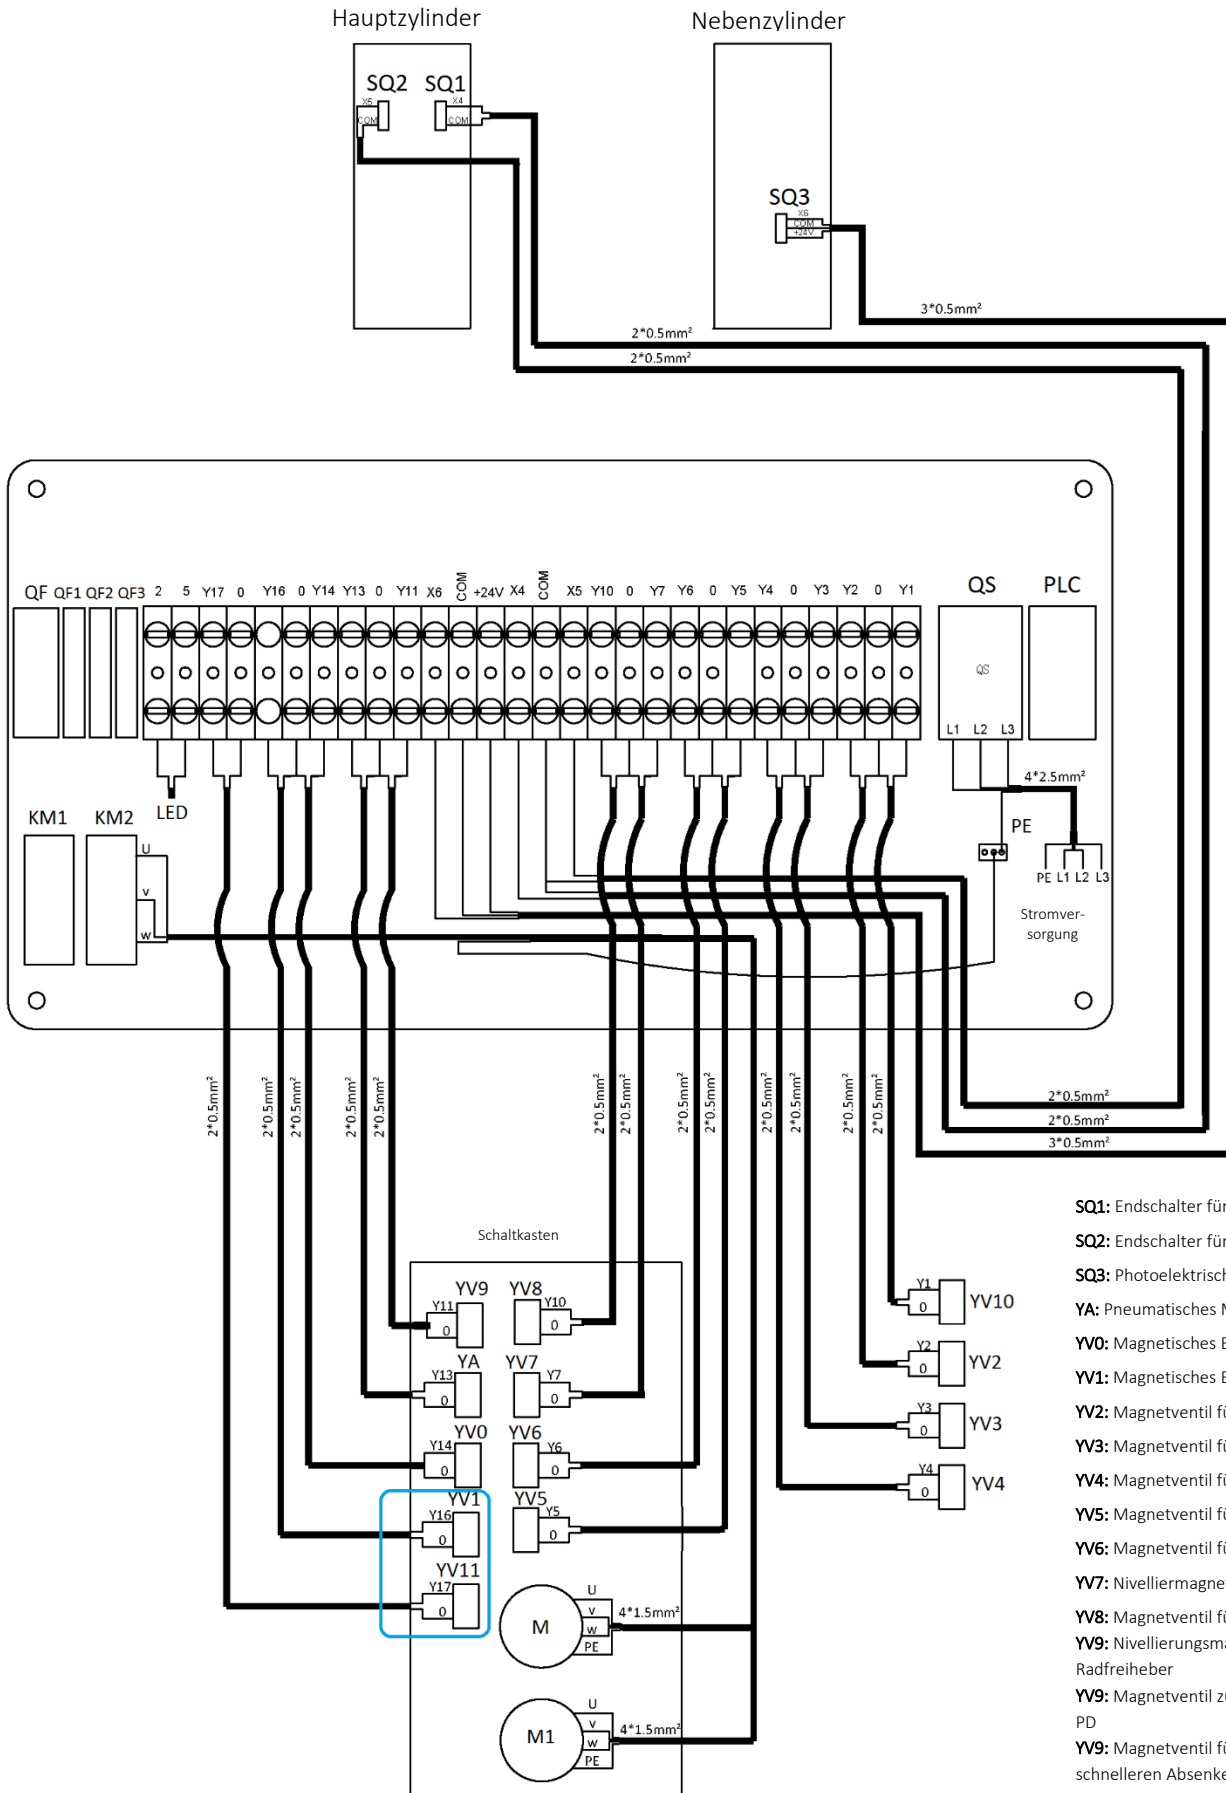 Hauptzylinder
Nebenzylinder
SQ2 SQ1
X5 X4
COM COM
SQ3
X6
COM
+24V
3*0.5mm²
2*0.5mm²
2*0.5mm²
QF QF1 QF2 QF3 2 5 Y17 0 Y16 0 Y14 Y13 0 Y11 X6 COM +24V X4 COM X5 Y10 0 Y7 Y6 0 Y5 Y4 0 Y3 Y2 0 Y1 QS PLC
QS
L1 L2 L3
4*2.5mm²
LED
KM1 KM2
U
V
W
PE
PE L1 L2 L3
Stromver-
sorgung
2*0.5mm² 2*0.5mm² 2*0.5mm² 2*0.5mm² 2*0.5mm² 2*0.5mm² 2*0.5mm² 2*0.5mm² 2*0.5mm² 2*0.5mm² 2*0.5mm² 2*0.5mm² 2*0.5mm²
2*0.5mm²
2*0.5mm²
3*0.5mm²
Schaltkasten
YV9 YV8
Y11 Y10
0 0
YA YV7
Y13 Y7
0 0
YV0 YV6
Y14 Y6
0 0
YV1 YV5
Y16 Y5
0 0
YV11
Y17
0
Y1
0 YV10
Y2
0 YV2
Y3
0 YV3
Y4
0 YV4
M
U
V
W
PE
4*1.5mm²
M1
U
V
W
PE
4*1.5mm²
SQ1: Endschalter für
SQ2: Endschalter für
SQ3: Photoelektrisch
YA: Pneumatisches M
YV0: Magnetisches E
YV1: Magnetisches E
YV2: Magnetventil fü
YV3: Magnetventil fü
YV4: Magnetventil fü
YV5: Magnetventil fü
YV6: Magnetventil fü
YV7: Nivelliermagne
YV8: Magnetventil fü
YV9: Nivellierungsma
Radfreiheber
YV9: Magnetventil zu
PD
YV9: Magnetventil fü
schnelleren Absenke